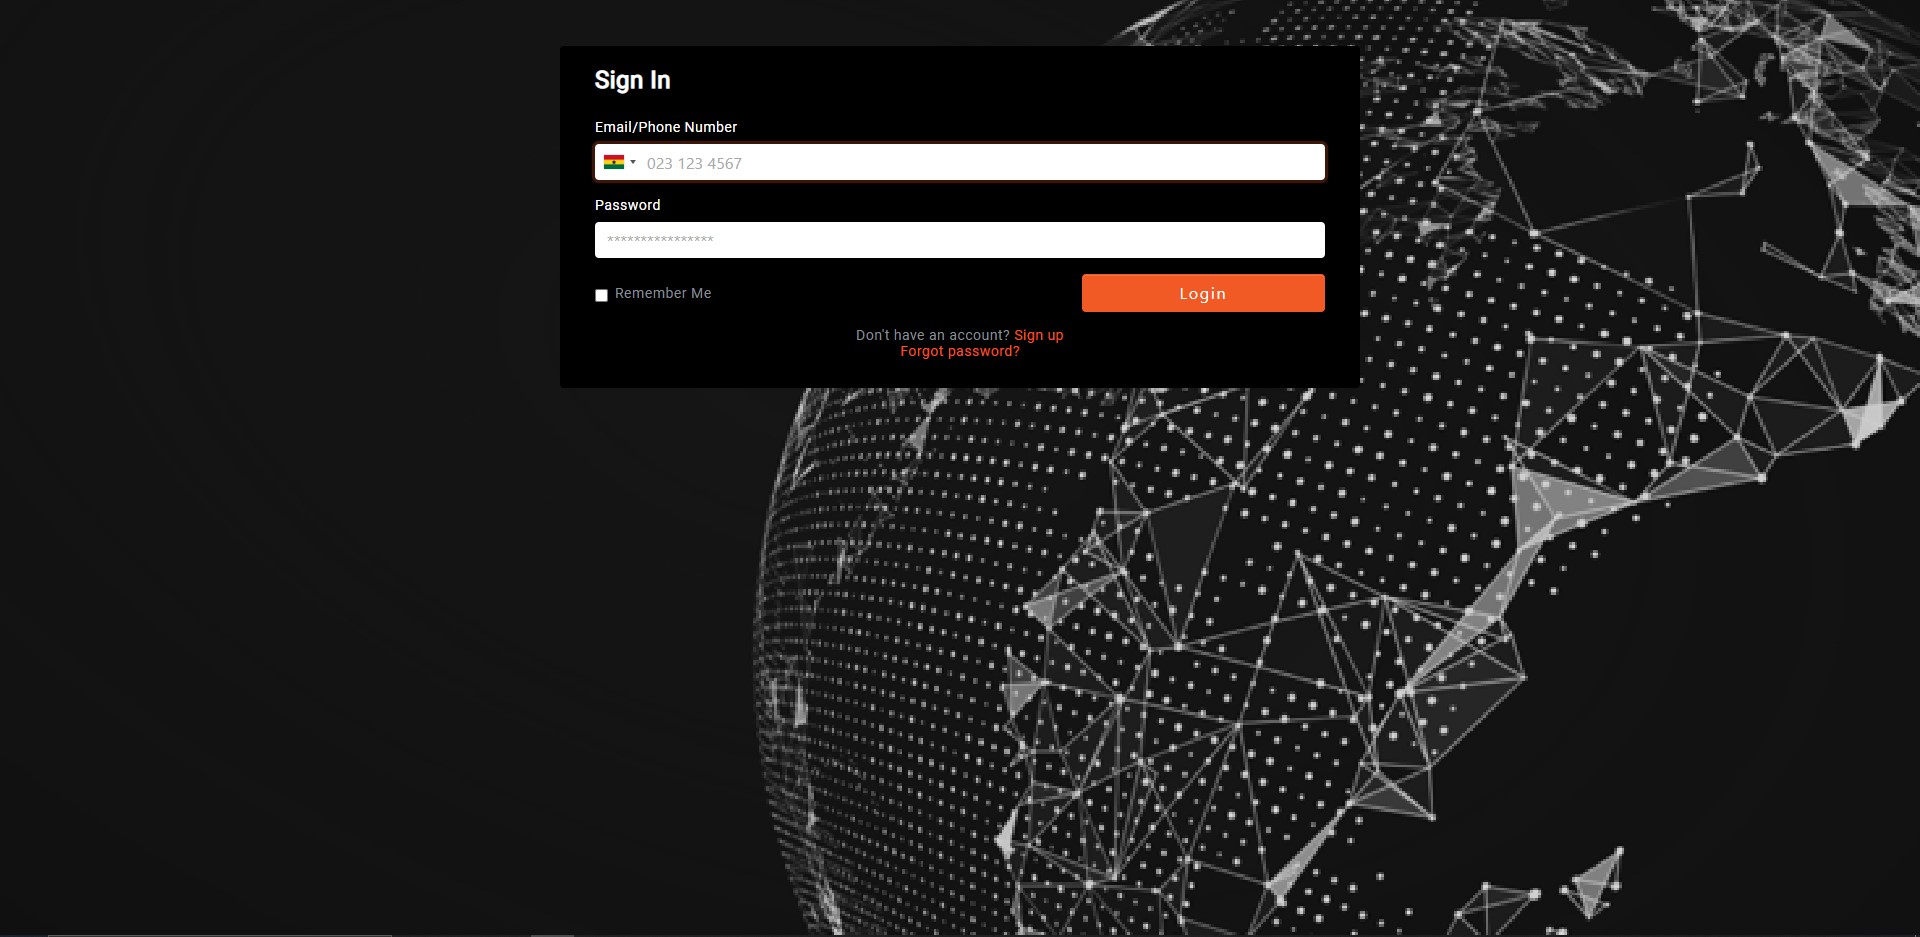 Sign In
Email/Phone Number
023 123 4567
Password
****************
Remember Me
Login
Don't have an account? Sign up
Forgot password?